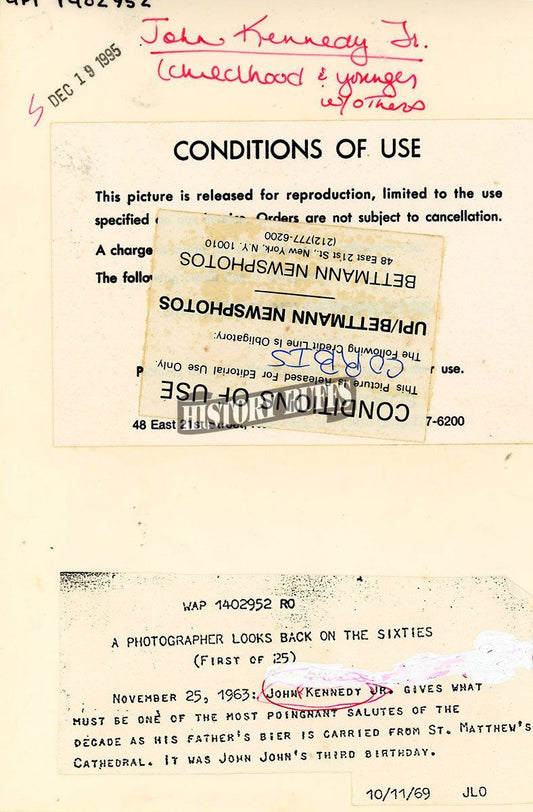 UPI 1402952
DEC 19 1995
John Kennedy Jr.
(childhood & younger
w/others
CONDITIONS OF USE
This picture is released for reproduction, limited to the use
specified Orders are not subject to cancellation.
A charge
The follo
r use.
48 East 21st Street, 7-6200
CONDITIONS OF USE
This Picture Is Released For Editorial Use Only.
CORBIS
The Following Credit Line Is Obligatory:
UPI/BETTMANN NEWSPHOTOS
BETTMANN NEWSPHOTOS
48 East 21st St., New York, N.Y. 10010
(212)777-6200
WAP 1402952 RO
A PHOTOGRAPHER LOOKS BACK ON THE SIXTIES
(FIRST OF 25)
NOVEMBER 25, 1963: JOHN KENNEDY JR. GIVES WHAT
MUST BE ONE OF THE MOST POINGNANT SALUTES OF THE
DECADE AS HIS FATHER'S BIER IS CARRIED FROM ST. MATTHEW'S
CATHEDRAL. IT WAS JOHN JOHN'S THIRD BIRTHDAY.
10/11/69 JLO